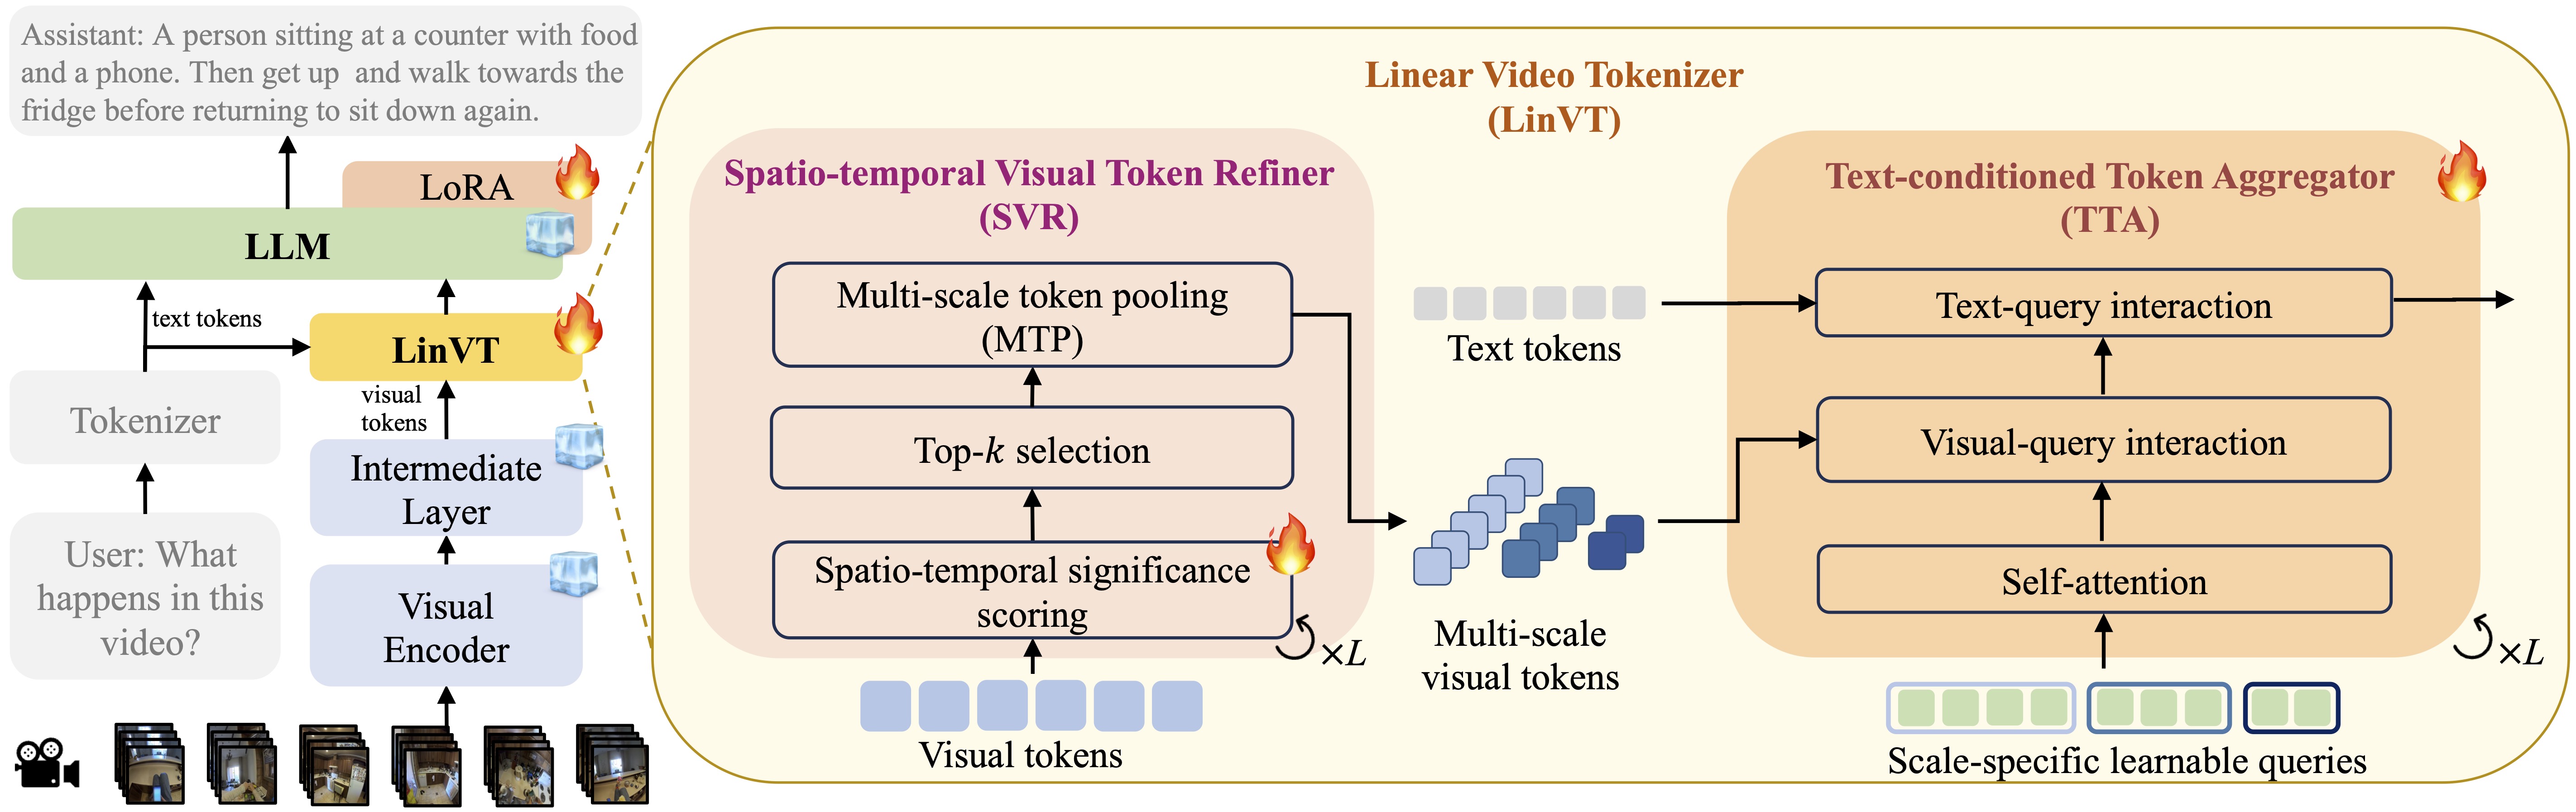 Assistant: A person sitting at a counter with food
and a phone. Then get up and walk towards the
fridge before returning to sit down again.
LoRA
LLM
text tokens
LinVT
visual
tokens
Tokenizer
Intermediate
Layer
User: What
happens in this
video?
Visual
Encoder
Linear Video Tokenizer
(LinVT)
Spatio-temporal Visual Token Refiner
(SVR)
Multi-scale token pooling
(MTP)
Top-k selection
Spatio-temporal significance
scoring
×L
Visual tokens
Text tokens
Multi-scale
visual tokens
Text-conditioned Token Aggregator
(TTA)
Text-query interaction
Visual-query interaction
Self-attention
×L
Scale-specific learnable queries